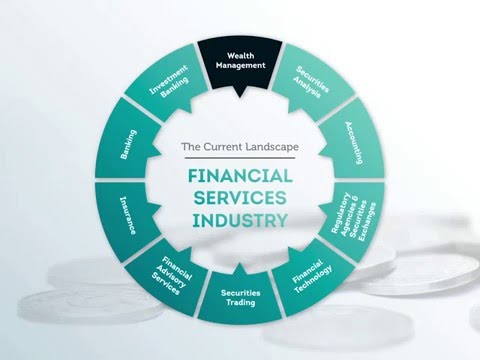 Wealth
Management
Securities
Analysis
Accounting
Regulatory
Agencies &
Securities
Exchanges
Financial
Technology
Securities
Trading
Financial
Advisory
Services
Insurance
Banking
Investment
Banking
The Current Landscape
FINANCIAL
SERVICES
INDUSTRY